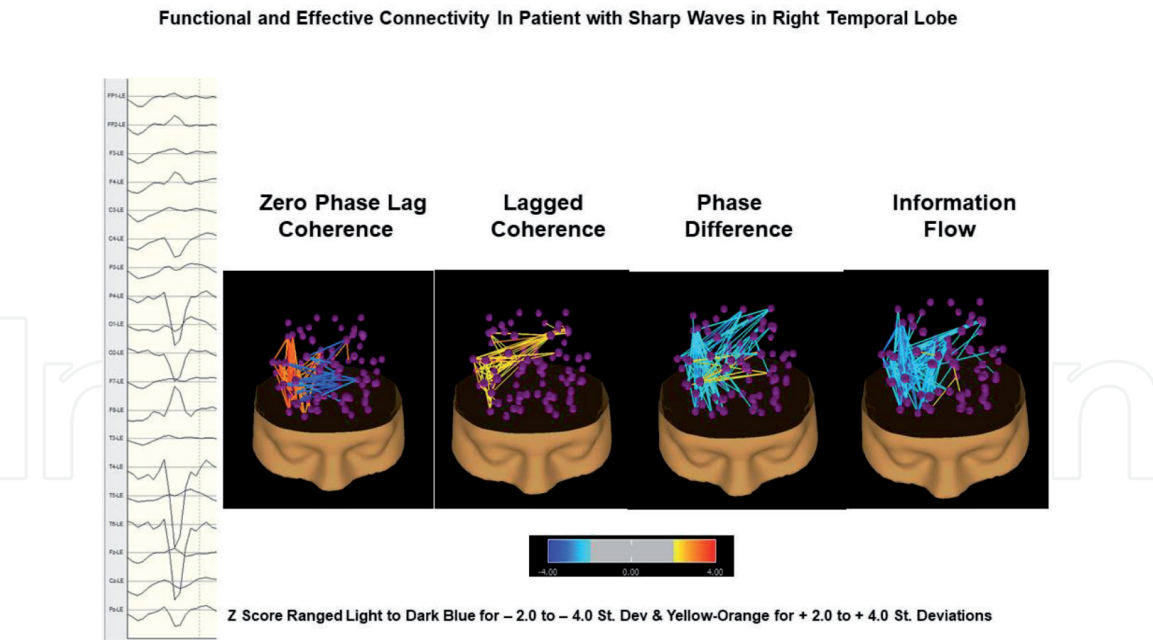 Functional and Effective Connectivity In Patient with Sharp Waves in Right Temporal Lobe
FP1-LE
FP2-LE
F3-LE
F4-LE
C3-LE
C4-LE
P3-LE
P4-LE
O1-LE
O2-LE
F7-LE
F8-LE
T3-LE
T4-LE
T5-LE
T6-LE
Fz-LE
Cz-LE
Pz-LE
Zero Phase Lag
Coherence
Lagged
Coherence
Phase
Difference
Information
Flow
-4.00 0.00 4.00
Z Score Ranged Light to Dark Blue for – 2.0 to – 4.0 St. Dev & Yellow-Orange for + 2.0 to + 4.0 St. Deviations